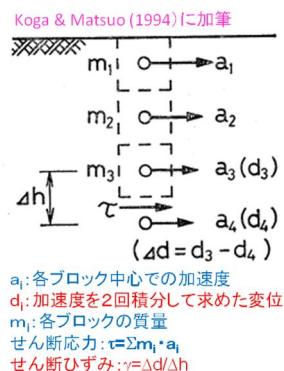 Koga & Matsuo (1994)に加筆
m₁ a₁
m₂ a₂
m₃ a₃(d₃)
Δh τ
a₄(d₄)
(Δd=d₃-d₄)
aᵢ:各ブロック中心での加速度
dᵢ:加速度を2回積分して求めた変位
mᵢ:各ブロックの質量
せん断応力:τ=Σmᵢ・aᵢ
せん断ひずみ:γ=Δd/Δh